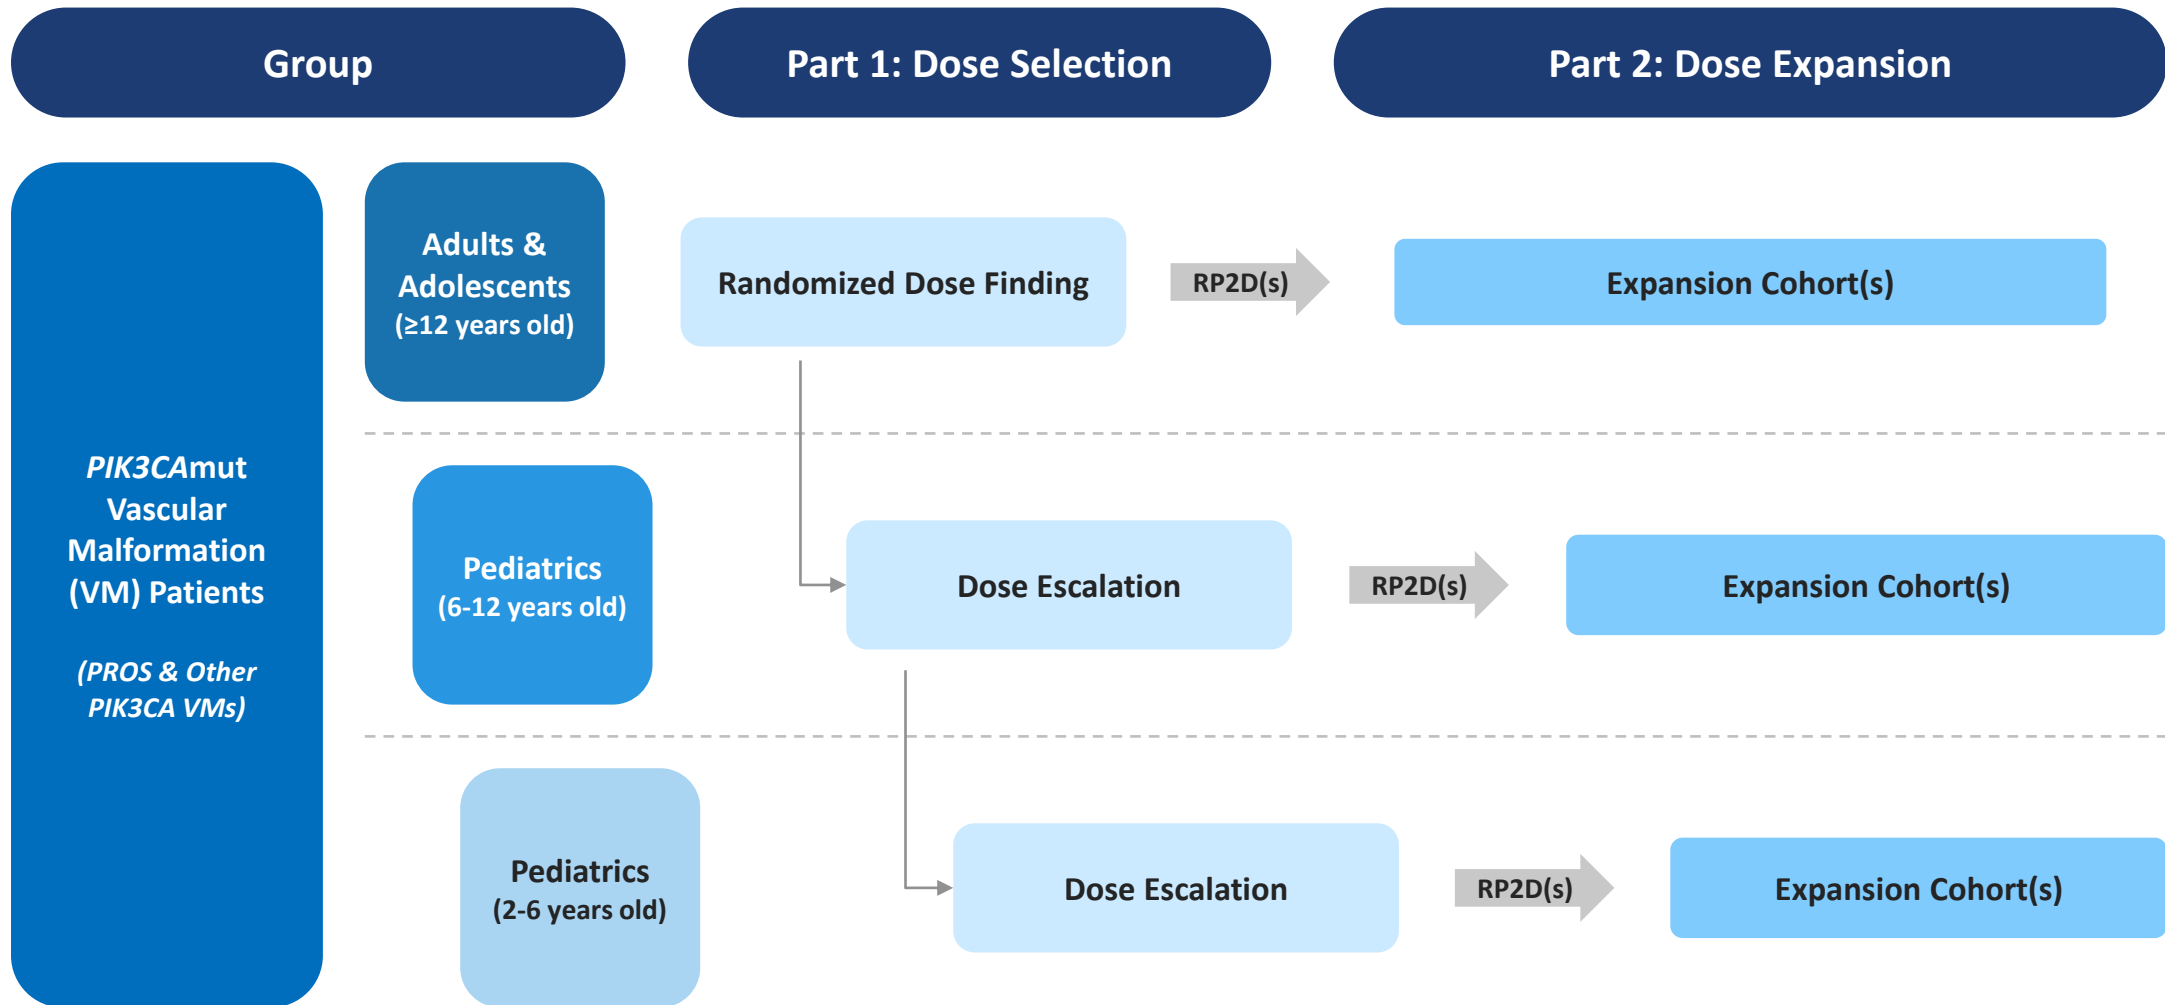 Group
Part 1: Dose Selection
Part 2: Dose Expansion
PIK3CAmut
Vascular
Malformation
(VM) Patients
(PROS & Other
PIK3CA VMs)
Adults &
Adolescents
(≥12 years old)
Randomized Dose Finding
RP2D(s)
Expansion Cohort(s)
Pediatrics
(6-12 years old)
Dose Escalation
RP2D(s)
Expansion Cohort(s)
Pediatrics
(2-6 years old)
Dose Escalation
RP2D(s)
Expansion Cohort(s)